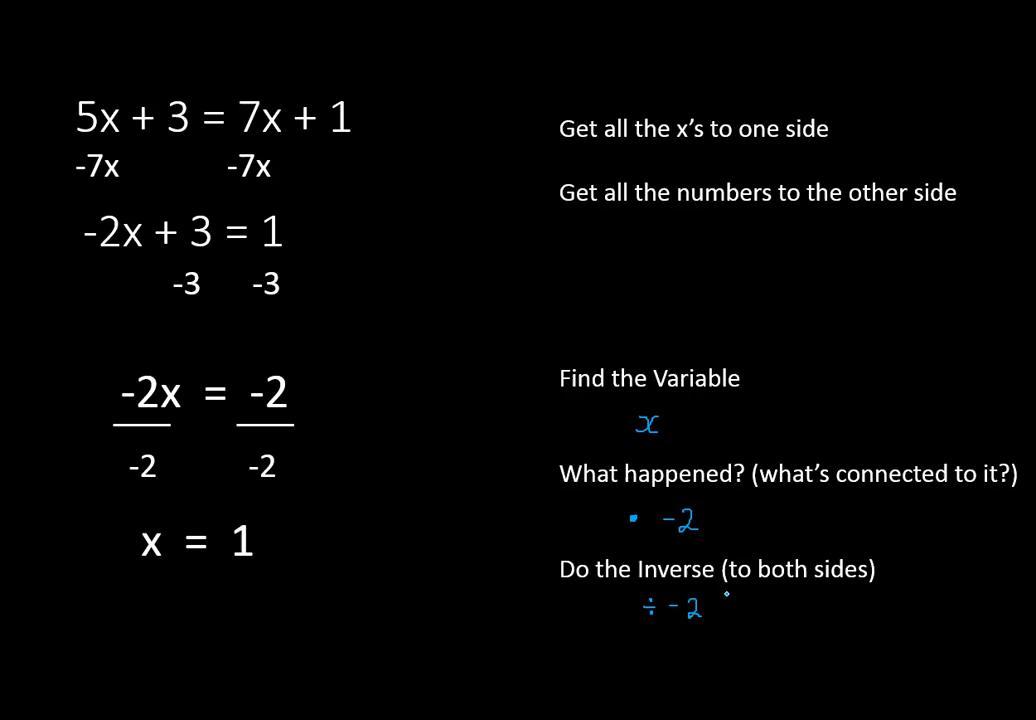 5x + 3 = 7x + 1
-7x -7x
-2x + 3 = 1
-3 -3
-2x = -2
-2 -2
x = 1
Get all the x's to one side
Get all the numbers to the other side
Find the Variable
x
What happened? (what's connected to it?)
· -2
Do the Inverse (to both sides)
÷ -2